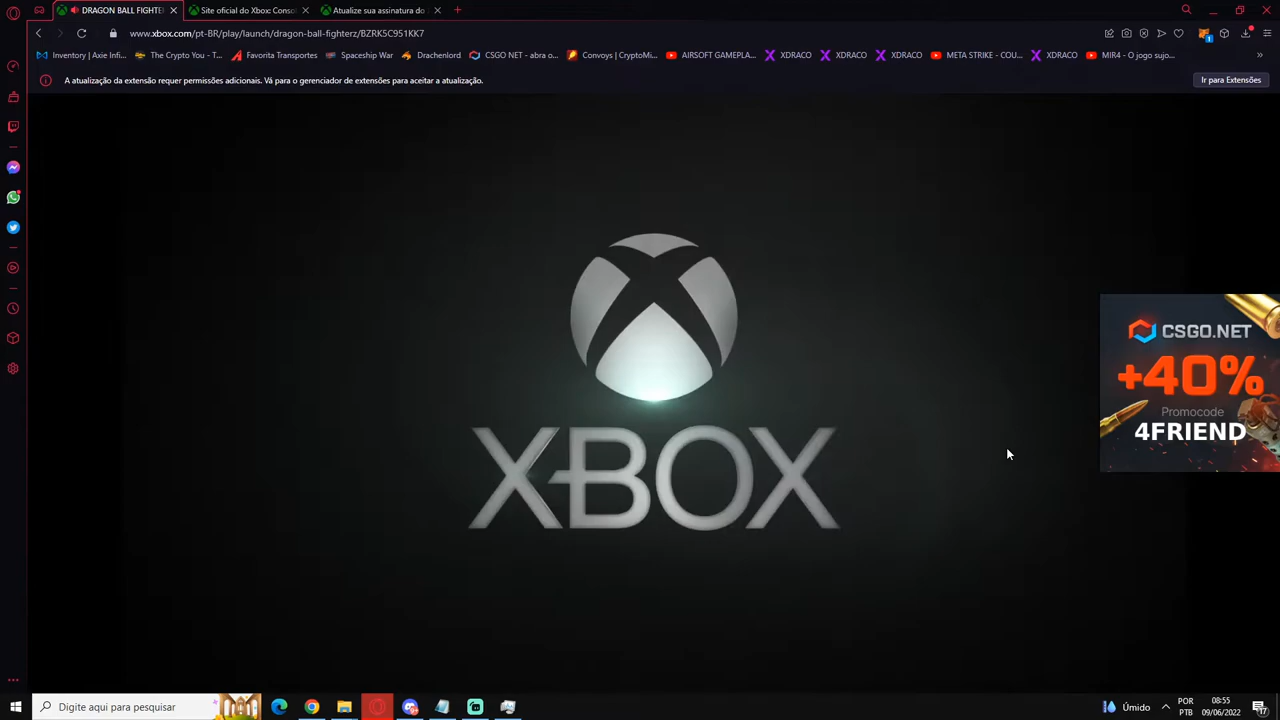 DRAGON BALL FIGHTER
Site oficial do Xbox: Consol
Atualize sua assinatura do
www.xbox.com/pt-BR/play/launch/dragon-ball-fighterz/BZRK5C951KK7
Inventory | Axie Infi...
The Crypto You - T...
Favorita Transportes
Spaceship War
Drachenlord
CSGO NET - abra o...
Convoys | CryptoMi...
AIRSOFT GAMEPLA...
XDRACO
XDRACO
XDRACO
META STRIKE - COU...
XDRACO
MIR4 - O jogo sujo...
A atualização da extensão requer permissões adicionais. Vá para o gerenciador de extensões para aceitar a atualização.
Ir para Extensões
XBOX
CSGO.NET
+40%
Promocode
4FRIEND
Digite aqui para pesquisar
Úmido
POR
PTB
08:55
09/06/2022
17